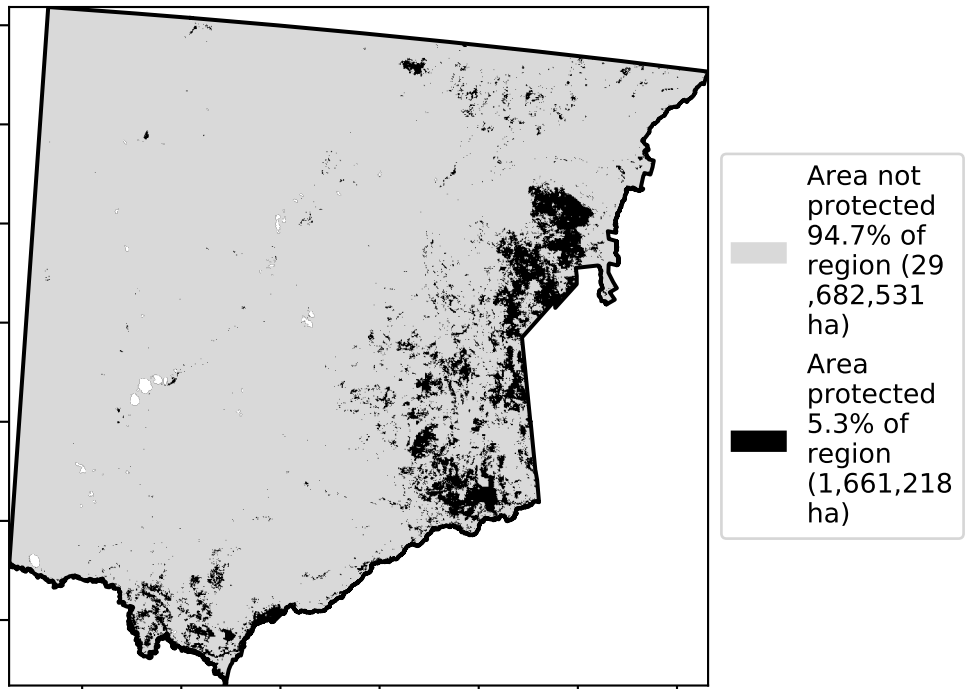 Area not
protected
94.7% of
region (29
,682,531
ha)
Area
protected
5.3% of
region
(1,661,218
ha)